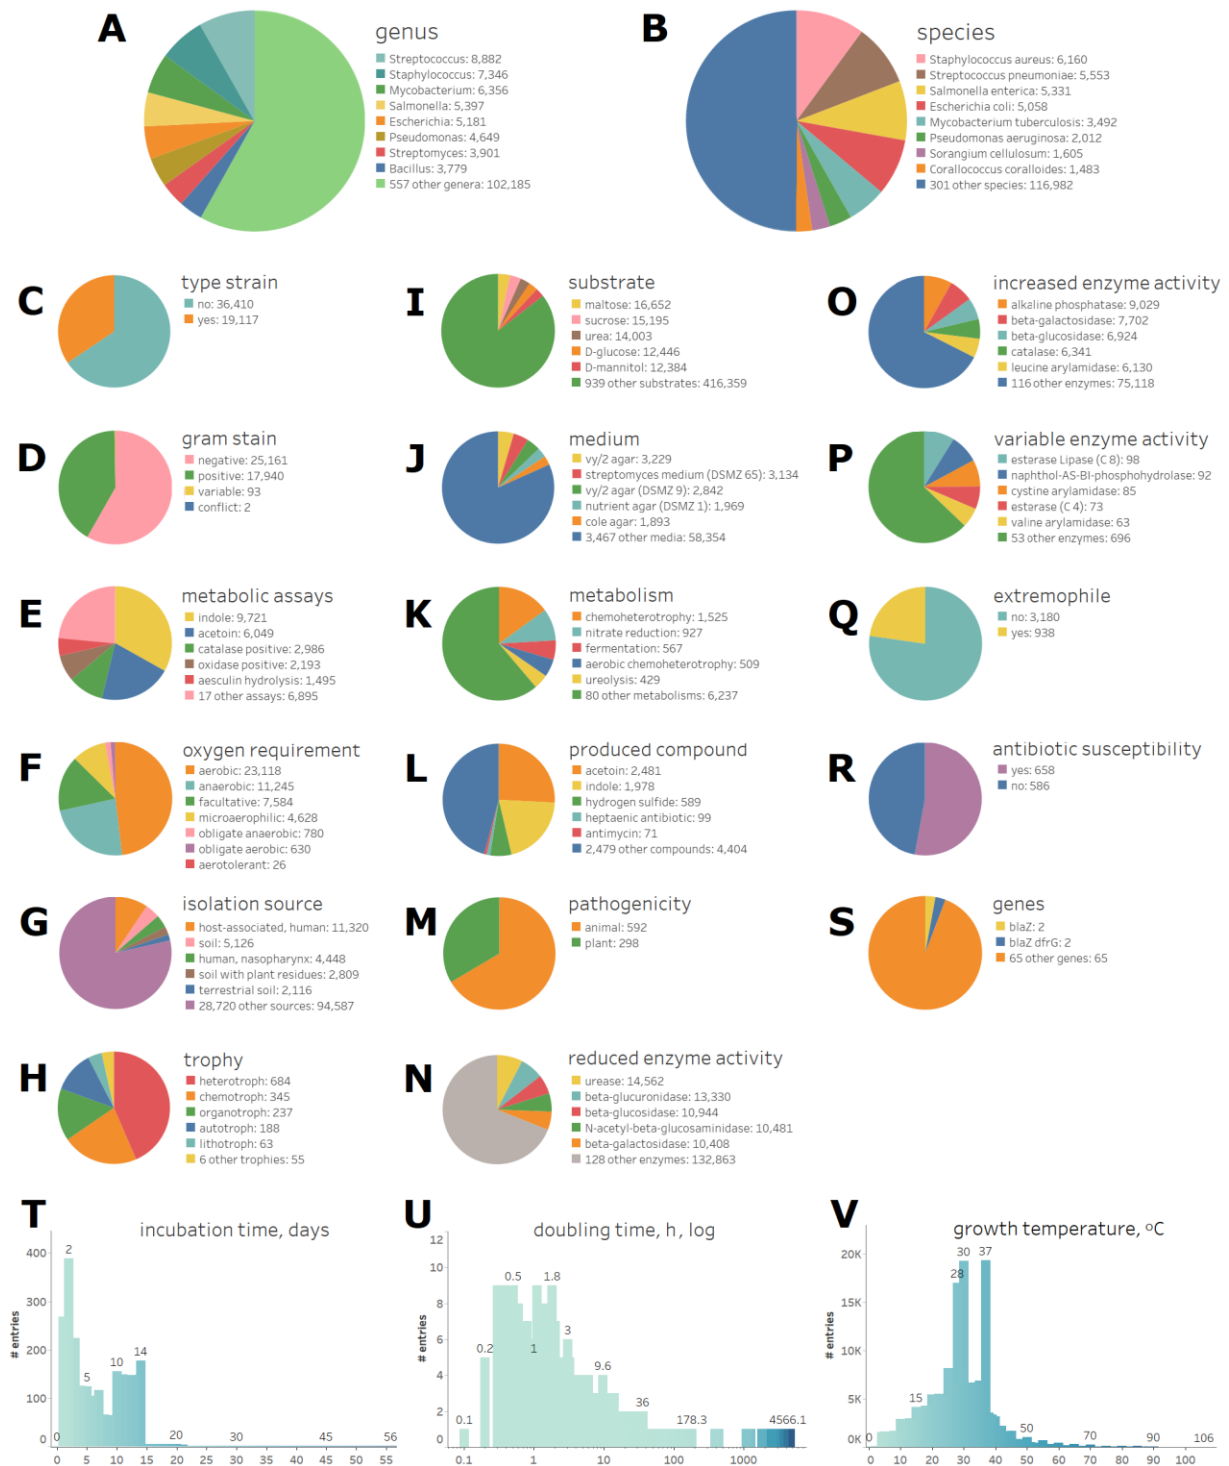 A
genus
Streptococcus: 8,882
Staphylococcus: 7,346
Mycobacterium: 6,356
Salmonella: 5,397
Escherichia: 5,181
Pseudomonas: 4,649
Streptomyces: 3,901
Bacillus: 3,779
557 other genera: 102,185
B
species
Staphylococcus aureus: 6,160
Streptococcus pneumoniae: 5,553
Salmonella enterica: 5,331
Escherichia coli: 5,058
Mycobacterium tuberculosis: 3,492
Pseudomonas aeruginosa: 2,012
Sorangium cellulosum: 1,605
Corallococcus coralloides: 1,483
301 other species: 116,982
C
type strain
no: 36,410
yes: 19,117
I
substrate
maltose: 16,652
sucrose: 15,195
urea: 14,003
D-glucose: 12,446
D-mannitol: 12,384
939 other substrates: 416,359
O
increased enzyme activity
alkaline phosphatase: 9,029
beta-galactosidase: 7,702
beta-glucosidase: 6,924
catalase: 6,341
leucine arylamidase: 6,130
116 other enzymes: 75,118
D
gram stain
negative: 25,161
positive: 17,940
variable: 93
conflict: 2
J
medium
vy/2 agar: 3,229
streptomyces medium (DSMZ 65): 3,134
vy/2 agar (DSMZ 9): 2,842
nutrient agar (DSMZ 1): 1,969
cole agar: 1,893
3,467 other media: 58,354
P
variable enzyme activity
esterase Lipase (C 8): 98
naphthol-AS-BI-phosphohydrolase: 92
cystine arylamidase: 85
esterase (C 4): 73
valine arylamidase: 63
53 other enzymes: 696
E
metabolic assays
indole: 9,721
acetoin: 6,049
catalase positive: 2,986
oxidase positive: 2,193
aesculin hydrolysis: 1,495
17 other assays: 6,895
K
metabolism
chemoheterotrophy: 1,525
nitrate reduction: 927
fermentation: 567
aerobic chemoheterotrophy: 509
ureolysis: 429
80 other metabolisms: 6,237
Q
extremophile
no: 3,180
yes: 938
F
oxygen requirement
aerobic: 23,118
anaerobic: 11,245
facultative: 7,584
microaerophilic: 4,628
obligate anaerobic: 780
obligate aerobic: 630
aerotolerant: 26
L
produced compound
acetoin: 2,481
indole: 1,978
hydrogen sulfide: 589
heptaenic antibiotic: 99
antimycin: 71
2,479 other compounds: 4,404
R
antibiotic susceptibility
yes: 658
no: 586
G
isolation source
host-associated, human: 11,320
soil: 5,126
human, nasopharynx: 4,448
soil with plant residues: 2,809
terrestrial soil: 2,116
28,720 other sources: 94,587
M
pathogenicity
animal: 592
plant: 298
S
genes
blaZ: 2
blaZ dfrG: 2
65 other genes: 65
H
trophy
heterotroph: 684
chemotroph: 345
organotroph: 237
autotroph: 188
lithotroph: 63
6 other trophies: 55
N
reduced enzyme activity
urease: 14,562
beta-glucuronidase: 13,330
beta-glucosidase: 10,944
N-acetyl-beta-glucosaminidase: 10,481
beta-galactosidase: 10,408
128 other enzymes: 132,863
T
incubation time, days
# entries
400
300
200
100
0
2
5
10
14
0
20
30
45
56
0 5 10 15 20 25 30 35 40 45 50 55
U
doubling time, h, log
# entries
12
10
8
6
4
2
0
0.1
0.2
0.5
1
1.8
3
9.6
36
178.3
4566.1
0.1 1 10 100 1000
V
growth temperature, ºC
# entries
20K
15K
10K
5K
0K
0
15
28
30
37
50
70
90
106
0 10 20 30 40 50 60 70 80 90 100